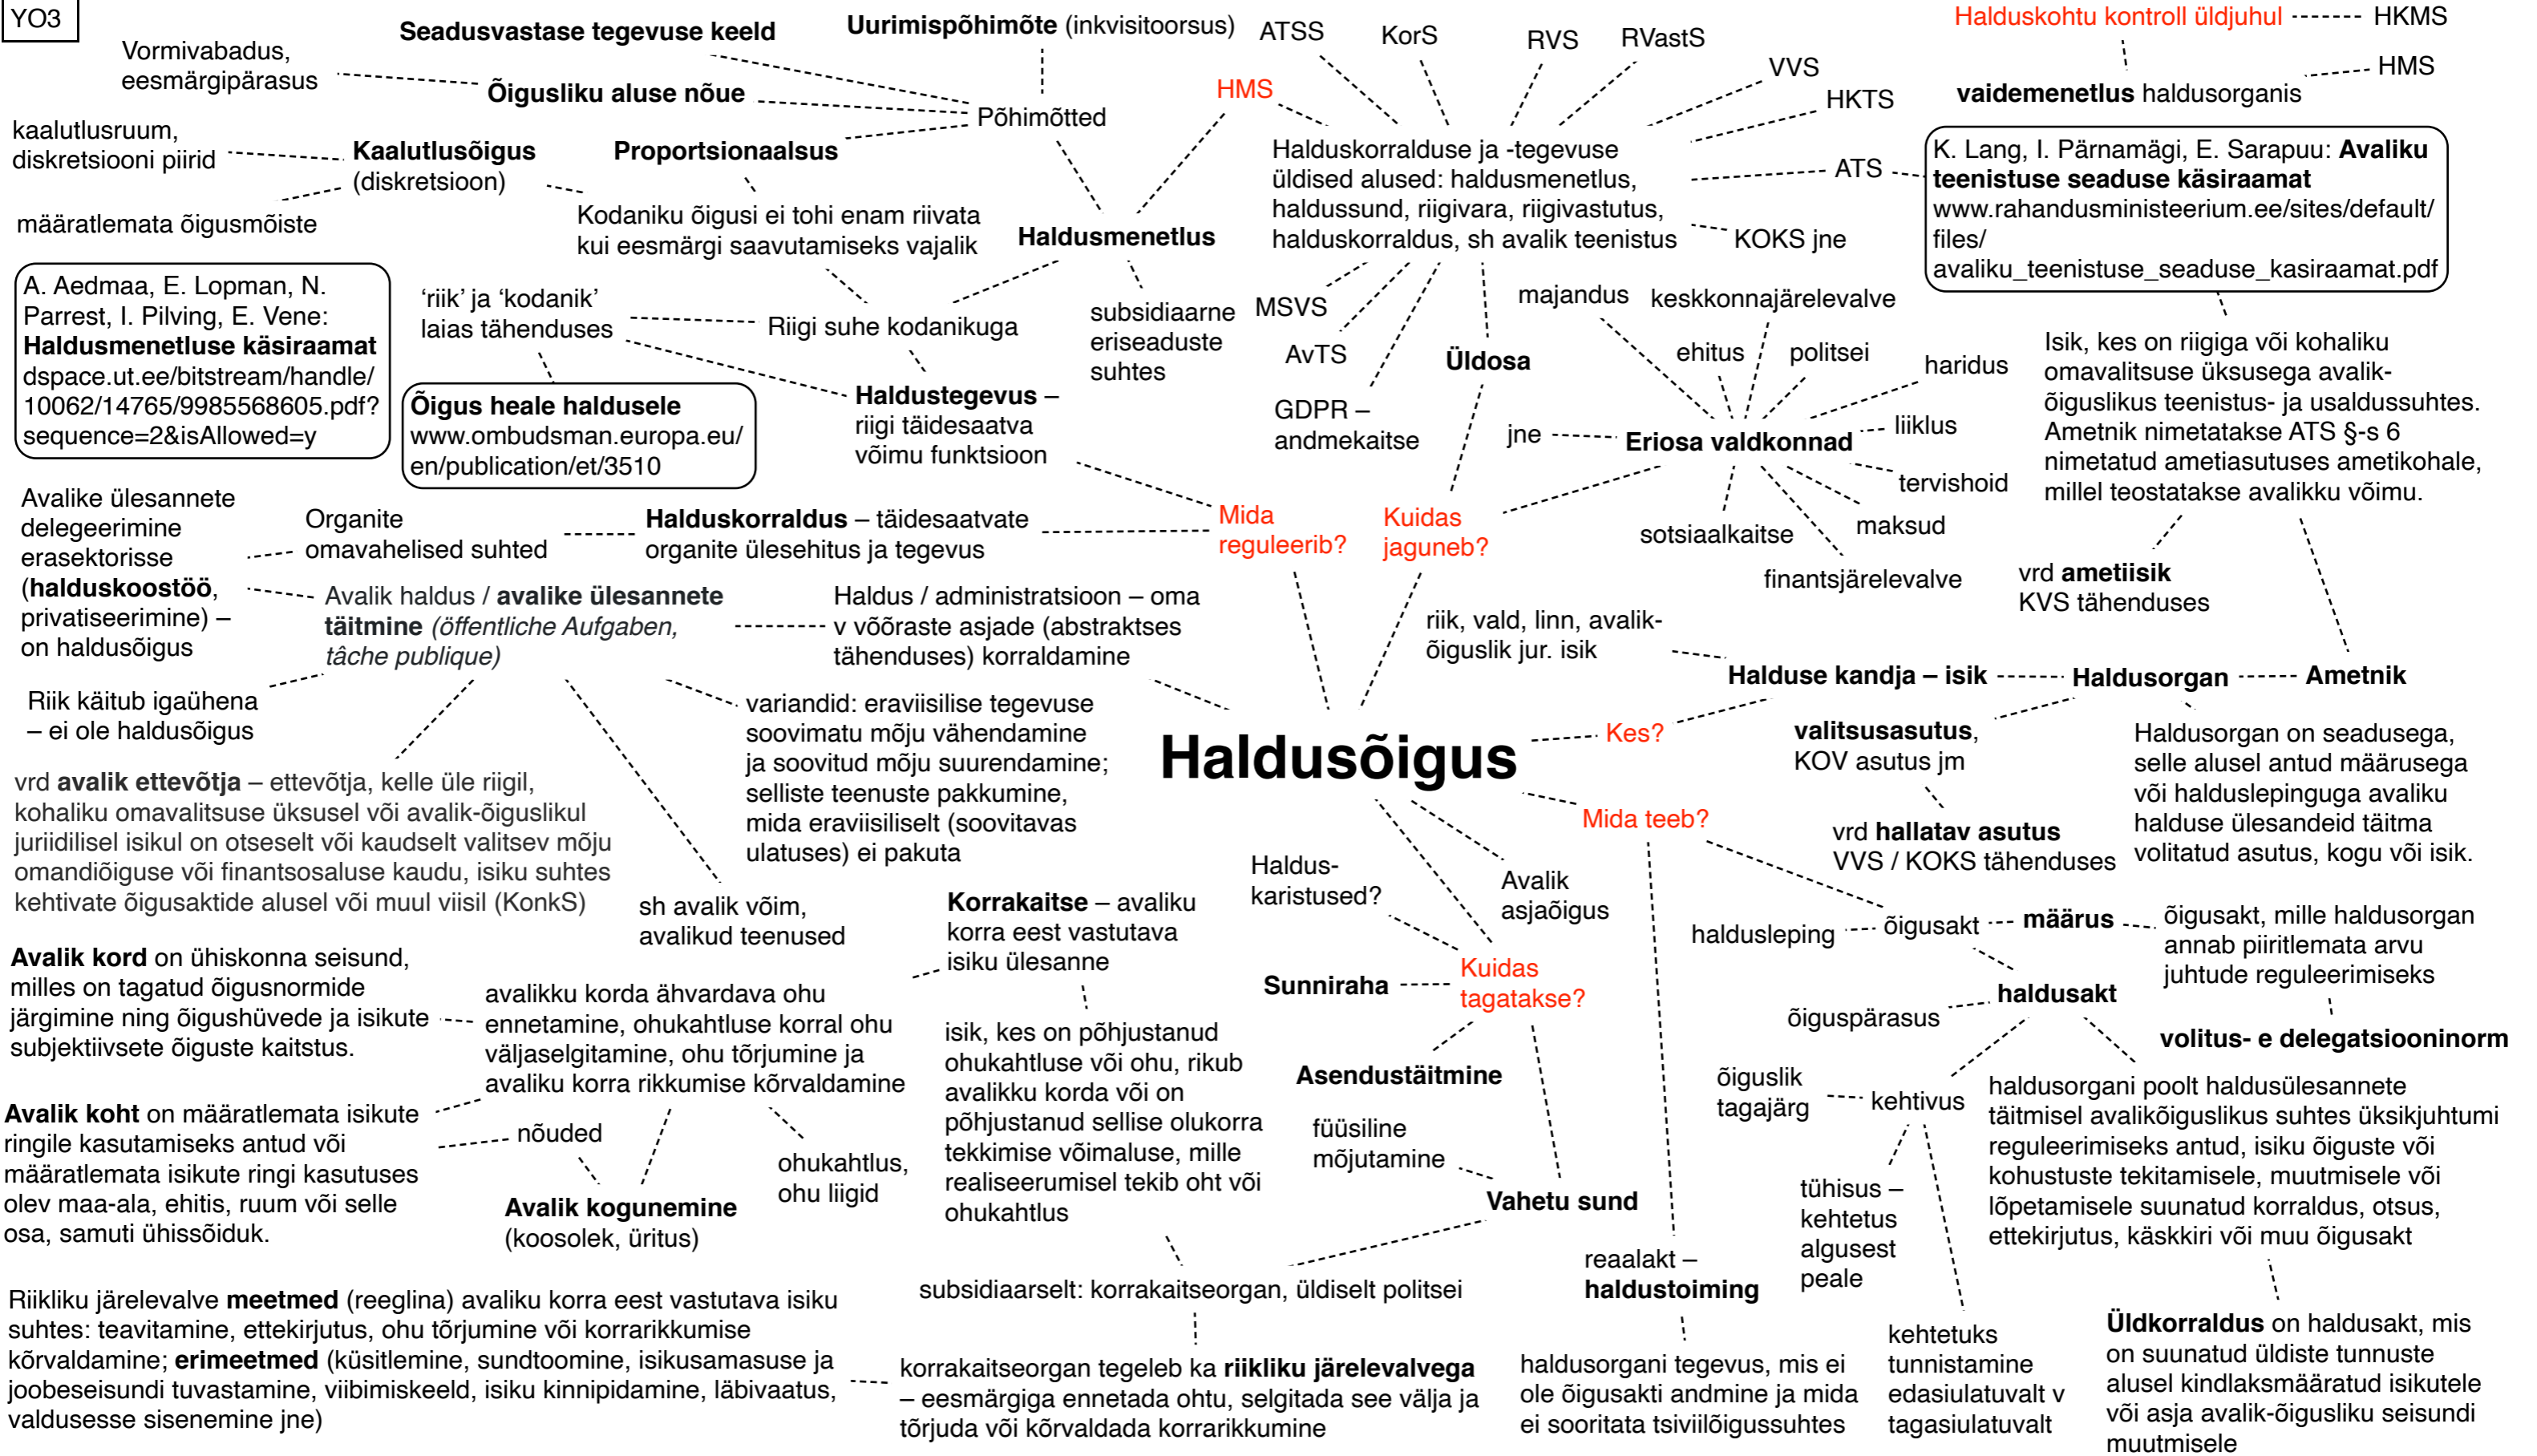 YO3
Vormivabadus,
eesmärgipärasus
Seadusvastase tegevuse keeld
Õigusliku aluse nõue
Uurimispõhimõte (inkvisitoorsus)
Põhimõtted
HMS
ATSS
KorS
RVS
RVastS
VVS
HKTS
ATS
KOKS jne
Halduskohtu kontroll üldjuhul
HKMS
HMS
vaidemenetlus haldusorganis
kaalutlusruum,
diskretsiooni piirid
Kaalutlusõigus
(diskretsioon)
määratlemata õigusmõiste
Proportsionaalsus
Kodaniku õigusi ei tohi enam riivata
kui eesmärgi saavutamiseks vajalik
Haldusmenetlus
Halduskorralduse ja -tegevuse
üldised alused: haldusmenetlus,
haldussund, riigivara, riigivastutus,
halduskorraldus, sh avalik teenistus
K. Lang, I. Pärnamägi, E. Sarapuu: Avaliku
teenistuse seaduse käsiraamat
www.rahandusministeerium.ee/sites/default/
files/
avaliku_teenistuse_seaduse_kasiraamat.pdf
A. Aedmaa, E. Lopman, N.
Parrest, I. Pilving, E. Vene:
Haldusmenetluse käsiraamat
dspace.ut.ee/bitstream/handle/
10062/14765/9985568605.pdf?
sequence=2&isAllowed=y
‘riik’ ja ‘kodanik’
laias tähenduses
Riigi suhe kodanikuga
subsidiaarne
eriseaduste
suhtes
MSVS
AvTS
GDPR –
andmekaitse
Üldosa
majandus
keskkonnajärelevalve
ehitus
politsei
haridus
liiklus
jne
Eriosa valdkonnad
tervishoid
maksud
sotsiaalkaitse
finantsjärelevalve
Isik, kes on riigiga või kohaliku
omavalitsuse üksusega avalik-
õiguslikus teenistus- ja usaldussuhtes.
Ametnik nimetatakse ATS §-s 6
nimetatud ametiasutuses ametikohale,
millel teostatakse avalikku võimu.
Õigus heale haldusele
www.ombudsman.europa.eu/
en/publication/et/3510
Haldustegevus –
riigi täidesaatva
võimu funktsioon
Avalike ülesannete
delegeerimine
erasektorisse
(halduskoostöö,
privatiseerimine) –
on haldusõigus
Organite
omavahelised suhted
Halduskorraldus – täidesaatvate
organite ülesehitus ja tegevus
Mida
reguleerib?
Kuidas
jaguneb?
vrd ametiisik
KVS tähenduses
Avalik haldus / avalike ülesannete
täitmine (öffentliche Aufgaben,
tâche publique)
Haldus / administratsioon – oma
v võõraste asjade (abstraktses
tähenduses) korraldamine
riik, vald, linn, avalik-
õiguslik jur. isik
Halduse kandja – isik
Haldusorgan
Ametnik
Riik käitub igaühena
– ei ole haldusõigus
variandid: eraviisilise tegevuse
soovimatu mõju vähendamine
ja soovitud mõju suurendamine;
selliste teenuste pakkumine,
mida eraviisiliselt (soovitavas
ulatuses) ei pakuta
Haldusõigus
Kes?
valitsusasutus,
KOV asutus jm
vrd hallatav asutus
VVS / KOKS tähenduses
Haldusorgan on seadusega,
selle alusel antud määrusega
või halduslepinguga avaliku
halduse ülesandeid täitma
volitatud asutus, kogu või isik.
vrd avalik ettevõtja – ettevõtja, kelle üle riigil,
kohaliku omavalitsuse üksusel või avalik-õiguslikul
juriidilisel isikul on otseselt või kaudselt valitsev mõju
omandiõiguse või finantsosaluse kaudu, isiku suhtes
kehtivate õigusaktide alusel või muul viisil (KonkS)
Mida teeb?
sh avalik võim,
avalikud teenused
Haldus-
karistused?
Avalik
asjaõigus
Korrakaitse – avaliku
korra eest vastutava
isiku ülesanne
Kuidas
tagatakse?
Sunniraha
Asendustäitmine
füüsiline
mõjutamine
Vahetu sund
haldusleping
õigusakt
määrus
õigusakt, mille haldusorgan
annab piiritlemata arvu
juhtude reguleerimiseks
volitus- e delegatsiooninorm
haldusakt
õiguspärasus
õiguslik
tagajärg
kehtivus
haldusorgani poolt haldusülesannete
täitmisel avalikõiguslikus suhtes üksikjuhtumi
reguleerimiseks antud, isiku õiguste või
kohustuste tekitamisele, muutmisele või
lõpetamisele suunatud korraldus, otsus,
ettekirjutus, käskkiri või muu õigusakt
Avalik kord on ühiskonna seisund,
milles on tagatud õigusnormide
järgimine ning õigushüvede ja isikute
subjektiivsete õiguste kaitstus.
avalikku korda ähvardava ohu
ennetamine, ohukahtluse korral ohu
väljaselgitamine, ohu tõrjumine ja
avaliku korra rikkumise kõrvaldamine
isik, kes on põhjustanud
ohukahtluse või ohu, rikub
avalikku korda või on
põhjustanud sellise olukorra
tekkimise võimaluse, mille
realiseerumisel tekib oht või
ohukahtlus
Avalik koht on määratlemata isikute
ringile kasutamiseks antud või
määratlemata isikute ringi kasutuses
olev maa-ala, ehitis, ruum või selle
osa, samuti ühissõiduk.
nõuded
Avalik kogunemine
(koosolek, üritus)
ohukahtlus,
ohu liigid
tühisus –
kehtetus
algusest
peale
kehtetuks
tunnistamine
edasiulatuvalt v
tagasiulatuvalt
reaalakt –
haldustoiming
haldusorgani tegevus, mis ei
ole õigusakti andmine ja mida
ei sooritata tsiviilõigussuhtes
subsidiaarselt: korrakaitseorgan, üldiselt politsei
Riikliku järelevalve meetmed (reeglina) avaliku korra eest vastutava isiku
suhtes: teavitamine, ettekirjutus, ohu tõrjumine või korrarikkumise
kõrvaldamine; erimeetmed (küsitlemine, sundtoomine, isikusamasuse ja
joobeseisundi tuvastamine, viibimiskeeld, isiku kinnipidamine, läbivaatus,
valdusesse sisenemine jne)
korrakaitseorgan tegeleb ka riikliku järelevalvega
– eesmärgiga ennetada ohtu, selgitada see välja ja
tõrjuda või kõrvaldada korrarikkumine
Üldkorraldus on haldusakt, mis
on suunatud üldiste tunnuste
alusel kindlaksmääratud isikutele
või asja avalik-õigusliku seisundi
muutmisele